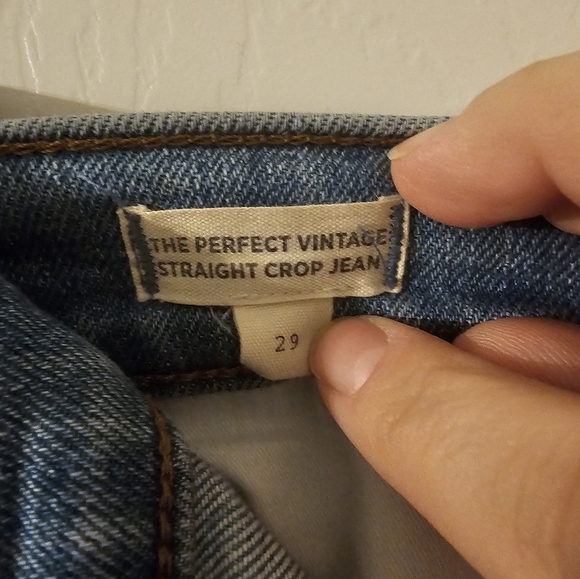 THE PERFECT VINTAGE
STRAIGHT CROP JEAN
29